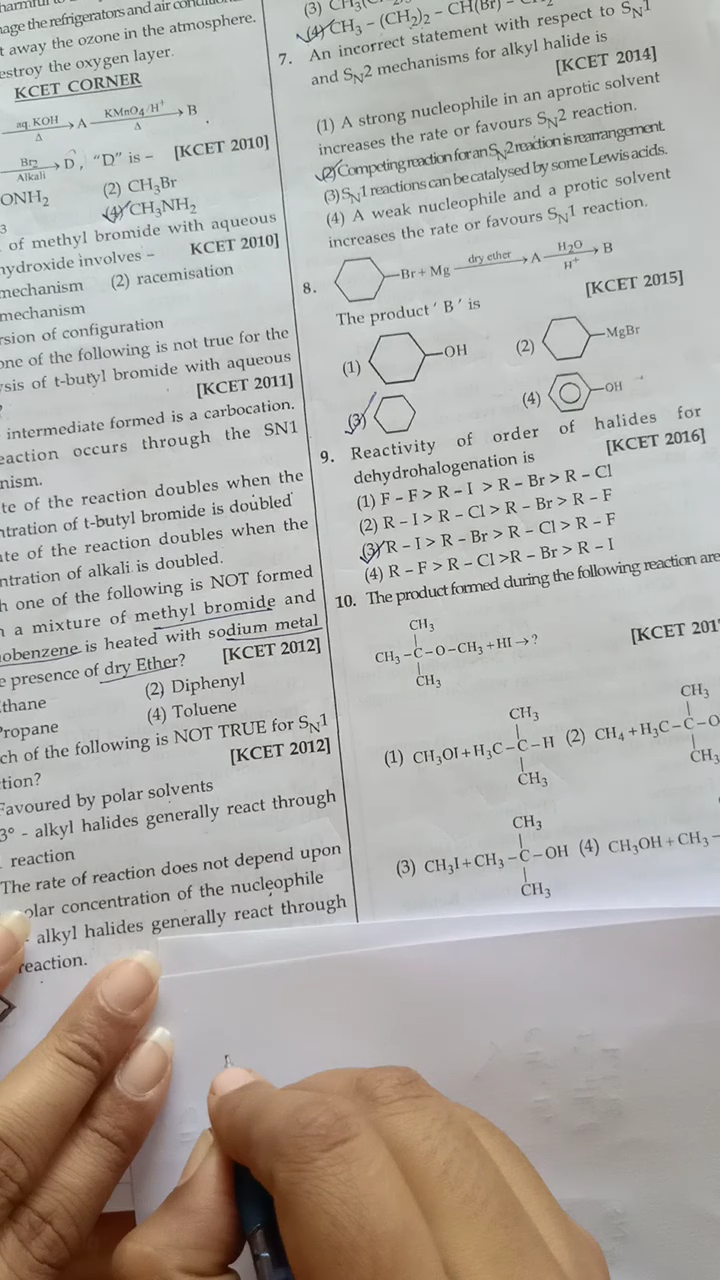 nage the refrigerators and air
t away the ozone in the atmosphere.
estroy the oxygen layer.
KCET CORNER
aq. KOH
Δ
A
KMnO₄/H⁺
Δ
B
Br₂
Alkali
D, "D" is – [KCET 2010]
ONH₂
(2) CH₃Br
3
(4) CH₃NH₂
of methyl bromide with aqueous
hydroxide involves – KCET 2010]
mechanism (2) racemisation
mechanism
rsion of configuration
one of the following is not true for the
sis of t-butyl bromide with aqueous
? [KCET 2011]
intermediate formed is a carbocation.
eaction occurs through the SN1
nism.
te of the reaction doubles when the
ntration of t-butyl bromide is doubled
te of the reaction doubles when the
ntration of alkali is doubled.
h one of the following is NOT formed
a mixture of methyl bromide and
obenzene is heated with sodium metal
e presence of dry Ether? [KCET 2012]
thane (2) Diphenyl
ropane (4) Toluene
ch of the following is NOT TRUE for S_N1
tion? [KCET 2012]
Favoured by polar solvents
3° - alkyl halides generally react through
reaction
The rate of reaction does not depend upon
olar concentration of the nucleophile
alkyl halides generally react through
reaction.
(4) CH₃ – (CH₂)₂ – CH(Br) –
7. An incorrect statement with respect to S_N1
and S_N2 mechanisms for alkyl halide is
[KCET 2014]
(1) A strong nucleophile in an aprotic solvent
increases the rate or favours S_N2 reaction.
(2) Competing reaction for an S_N2 reaction is rearrangement.
(3) S_N1 reactions can be catalysed by some Lewis acids.
(4) A weak nucleophile and a protic solvent
increases the rate or favours S_N1 reaction.
8. –Br + Mg dry ether → A H₂O H⁺ → B
The product ' B ' is [KCET 2015]
(1) –OH (2) –MgBr
(3) (4) –OH
9. Reactivity of order of halides for
dehydrohalogenation is [KCET 2016]
(1) F – F > R – I > R – Br > R – Cl
(2) R – I > R – Cl > R – Br > R – F
(3) R – I > R – Br > R – Cl > R – F
(4) R – F > R – Cl >R – Br > R – I
10. The product formed during the following reaction are
CH₃
CH₃ –C–O–CH₃ +HI →? [KCET 201
CH₃
CH₃ CH₃
(1) CH₃OI+H₃C–C–H (2) CH₄+H₃C–C–O
CH₃ CH₃
CH₃
(3) CH₃I+CH₃ –C–OH (4) CH₃OH+CH₃–
CH₃